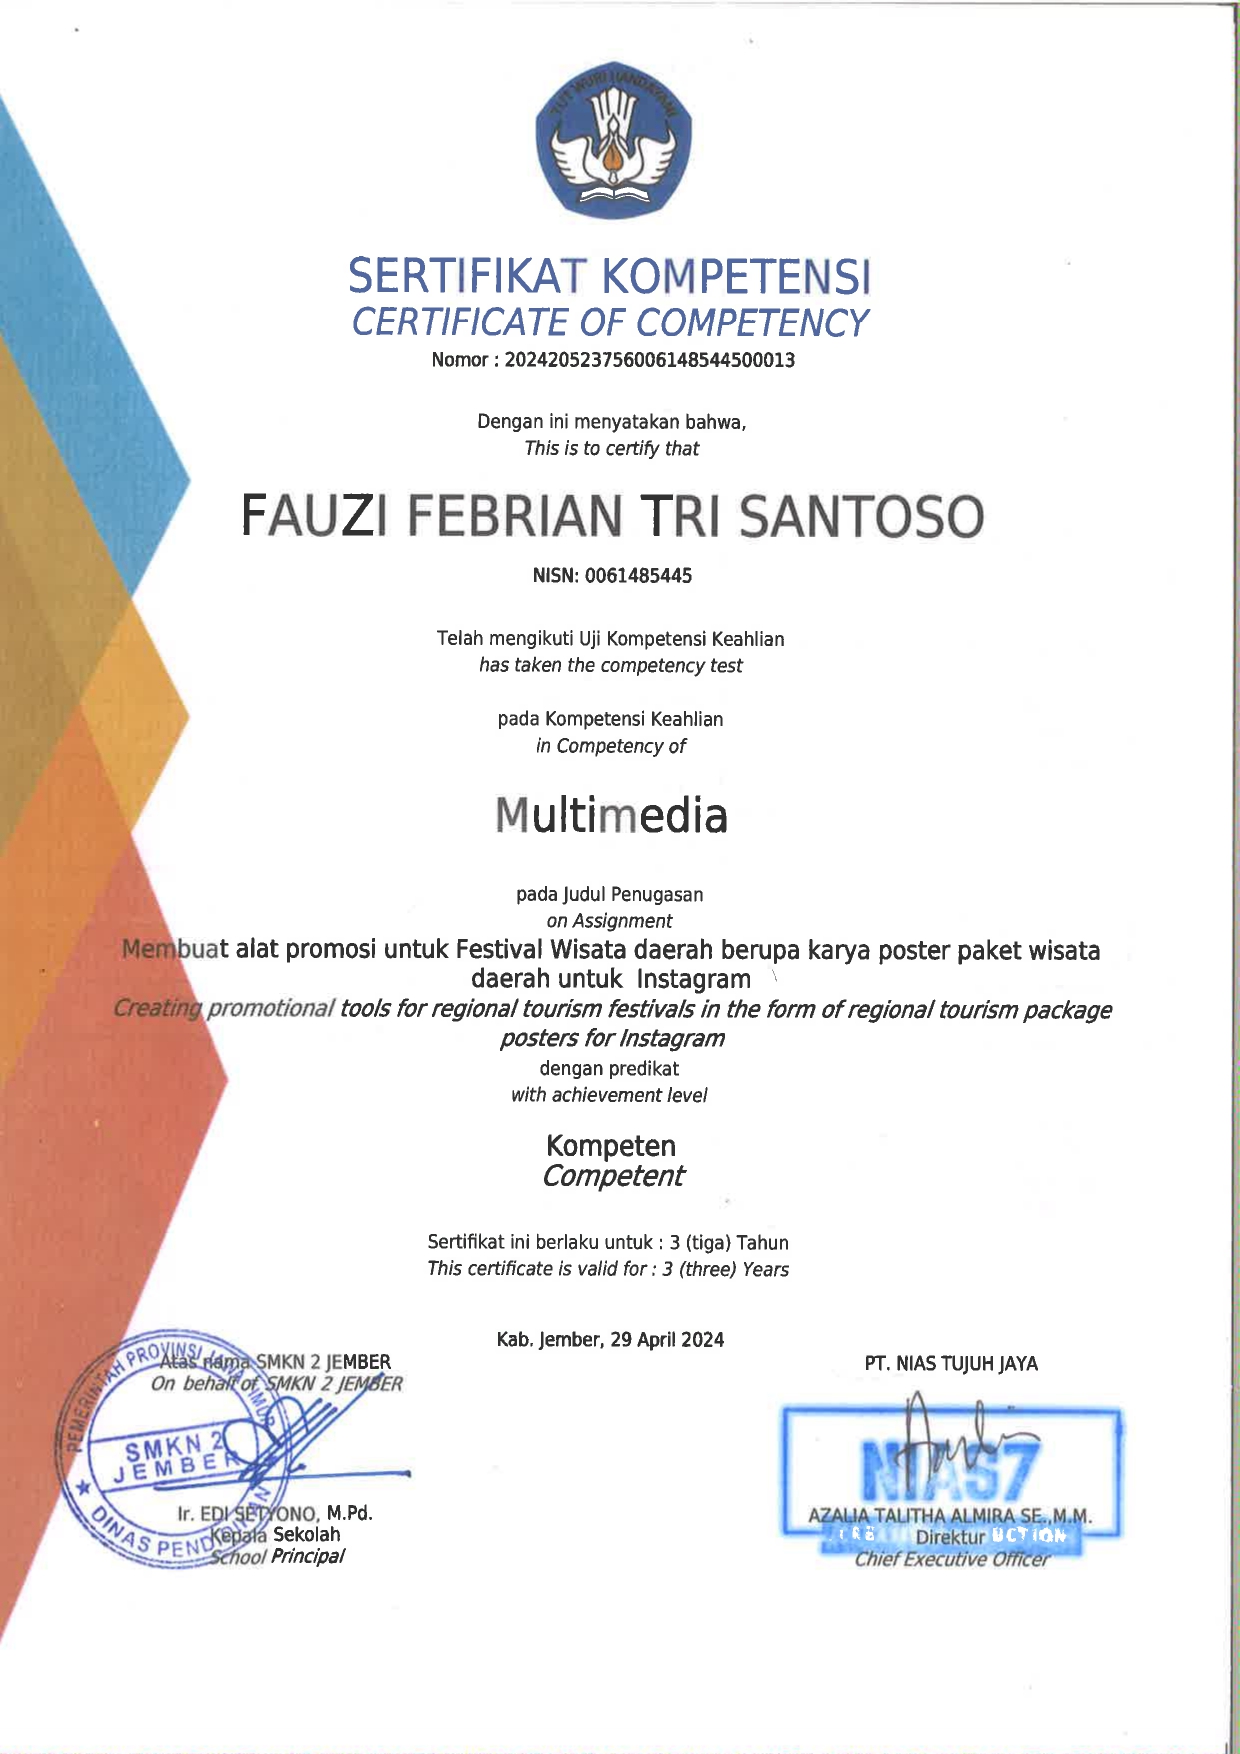 TUT WURI HANDAYANI
SERTIFIKAT KOMPETENSI
CERTIFICATE OF COMPETENCY
Nomor : 2024205237560061485445​00013
Dengan ini menyatakan bahwa,
This is to certify that
FAUZI FEBRIAN TRI SANTOSO
NISN: 0061485445
Telah mengikuti Uji Kompetensi Keahlian
has taken the competency test
pada Kompetensi Keahlian
in Competency of
Multimedia
pada Judul Penugasan
on Assignment
Membuat alat promosi untuk Festival Wisata daerah berupa karya poster paket wisata
daerah untuk Instagram
Creating promotional tools for regional tourism festivals in the form of regional tourism package
posters for Instagram
dengan predikat
with achievement level
Kompeten
Competent
Sertifikat ini berlaku untuk : 3 (tiga) Tahun
This certificate is valid for : 3 (three) Years
Kab. Jember, 29 April 2024
Atas nama SMKN 2 JEMBER
On behalf of SMKN 2 JEMBER
PEMERINTAH PROVINSI JAWA TIMUR
SMKN 2
JEMBER
DINAS PENDIDIKAN
Ir. EDI SETYONO, M.Pd.
Kepala Sekolah
School Principal
PT. NIAS TUJUH JAYA
NIAS7
AZALIA TALITHA ALMIRA SE.,M.M.
Direktur
Chief Executive Officer